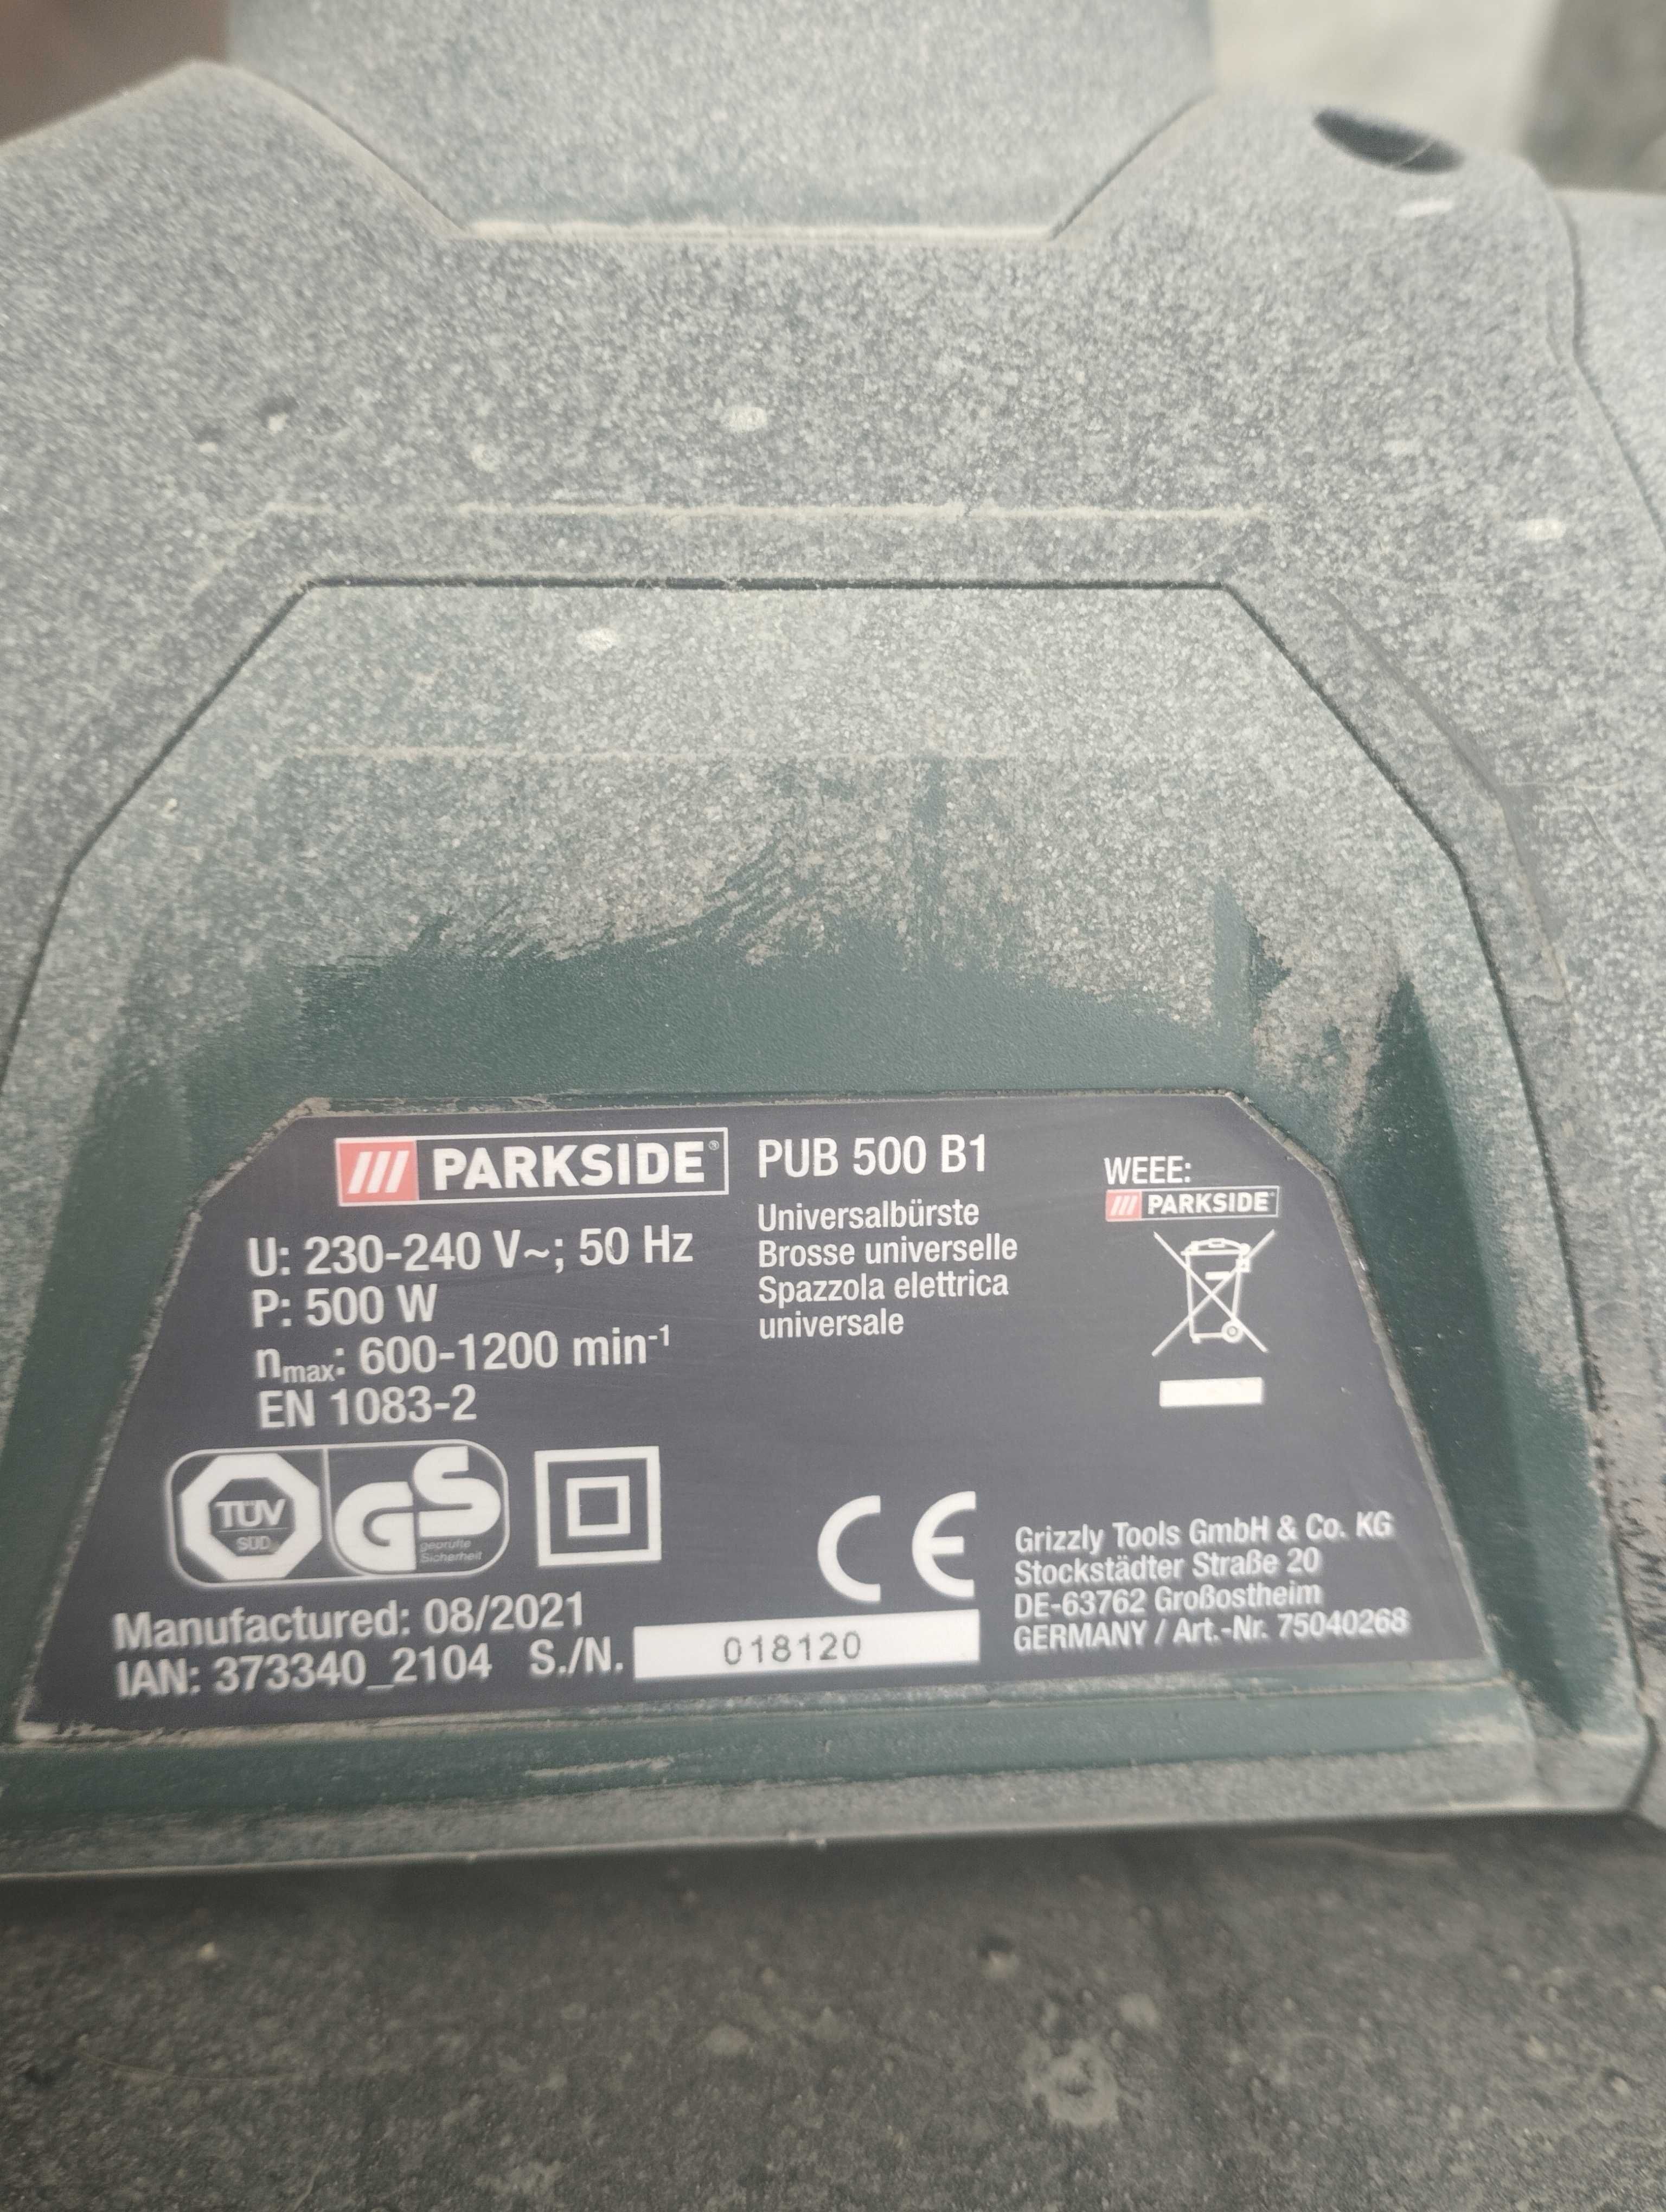 PARKSIDE®
PUB 500 B1
U: 230-240 V~; 50 Hz
P: 500 W
nmax: 600-1200 min-1
EN 1083-2
Universalbürste
Brosse universelle
Spazzola elettrica
universale
WEEE:
PARKSIDE®
TÜV
SÜD
GS
geprüfte
Sicherheit
CE
Manufactured: 08/2021
IAN: 373340_2104 S./N. 018120
Grizzly Tools GmbH & Co. KG
Stockstädter Straße 20
DE-63762 Großostheim
GERMANY / Art.-Nr. 75040268